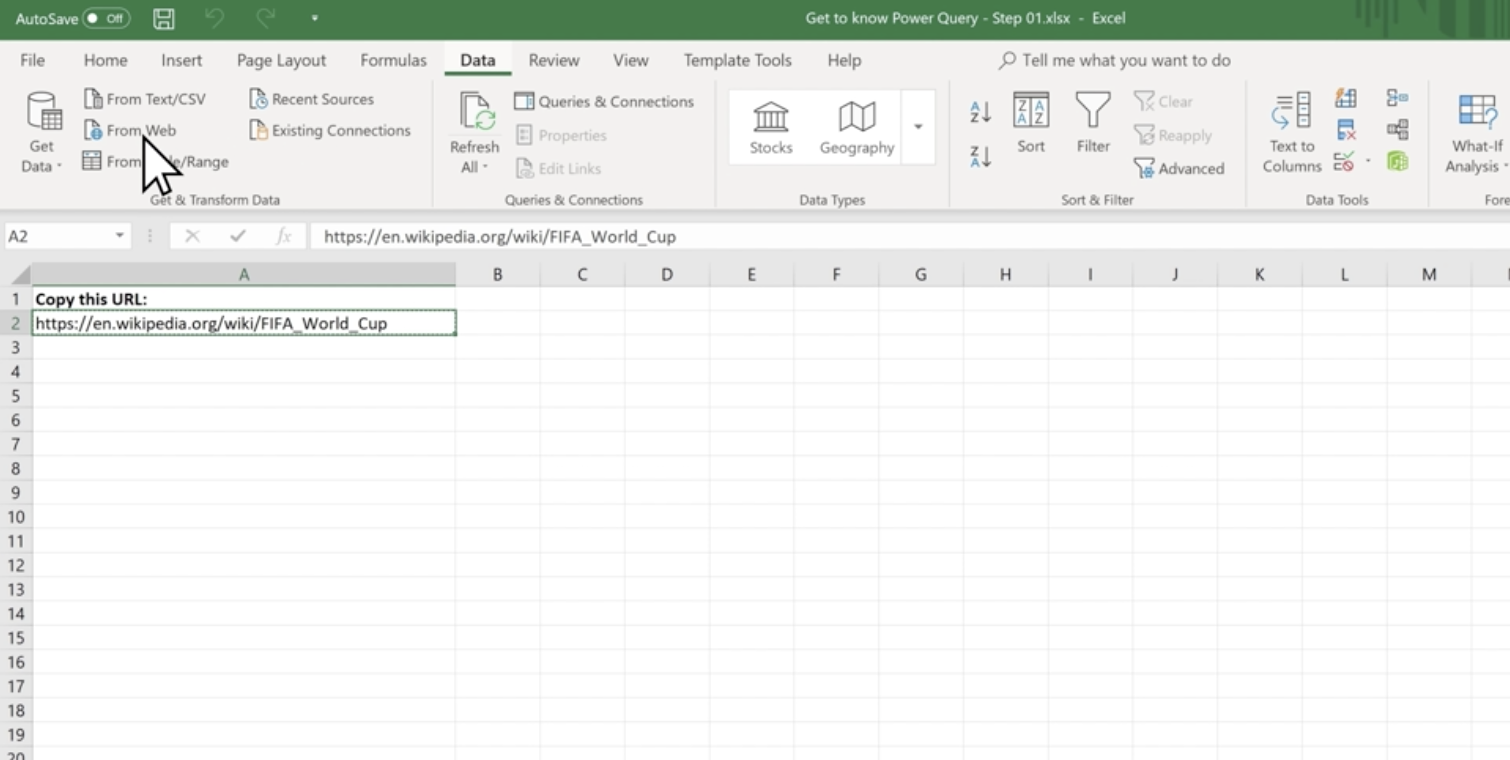 AutoSave Off Get to know Power Query - Step 01.xlsx - Excel
File Home Insert Page Layout Formulas Data Review View Template Tools Help Tell me what you want to do
Get Data
From Text/CSV
From Web
From /Range
Recent Sources
Existing Connections
Get & Transform Data
Refresh All
Queries & Connections
Properties
Edit Links
Queries & Connections
Stocks Geography
Data Types
Sort
Filter
Clear
Reapply
Advanced
Sort & Filter
Text to Columns
Data Tools
What-If Analysis
A2 fx https://en.wikipedia.org/wiki/FIFA_World_Cup
A B C D E F G H I J K L M
1 Copy this URL:
2 https://en.wikipedia.org/wiki/FIFA_World_Cup
3
4
5
6
7
8
9
10
11
12
13
14
15
16
17
18
19
20